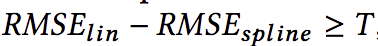 RMSE_lin − RMSE_spline ≥ T,